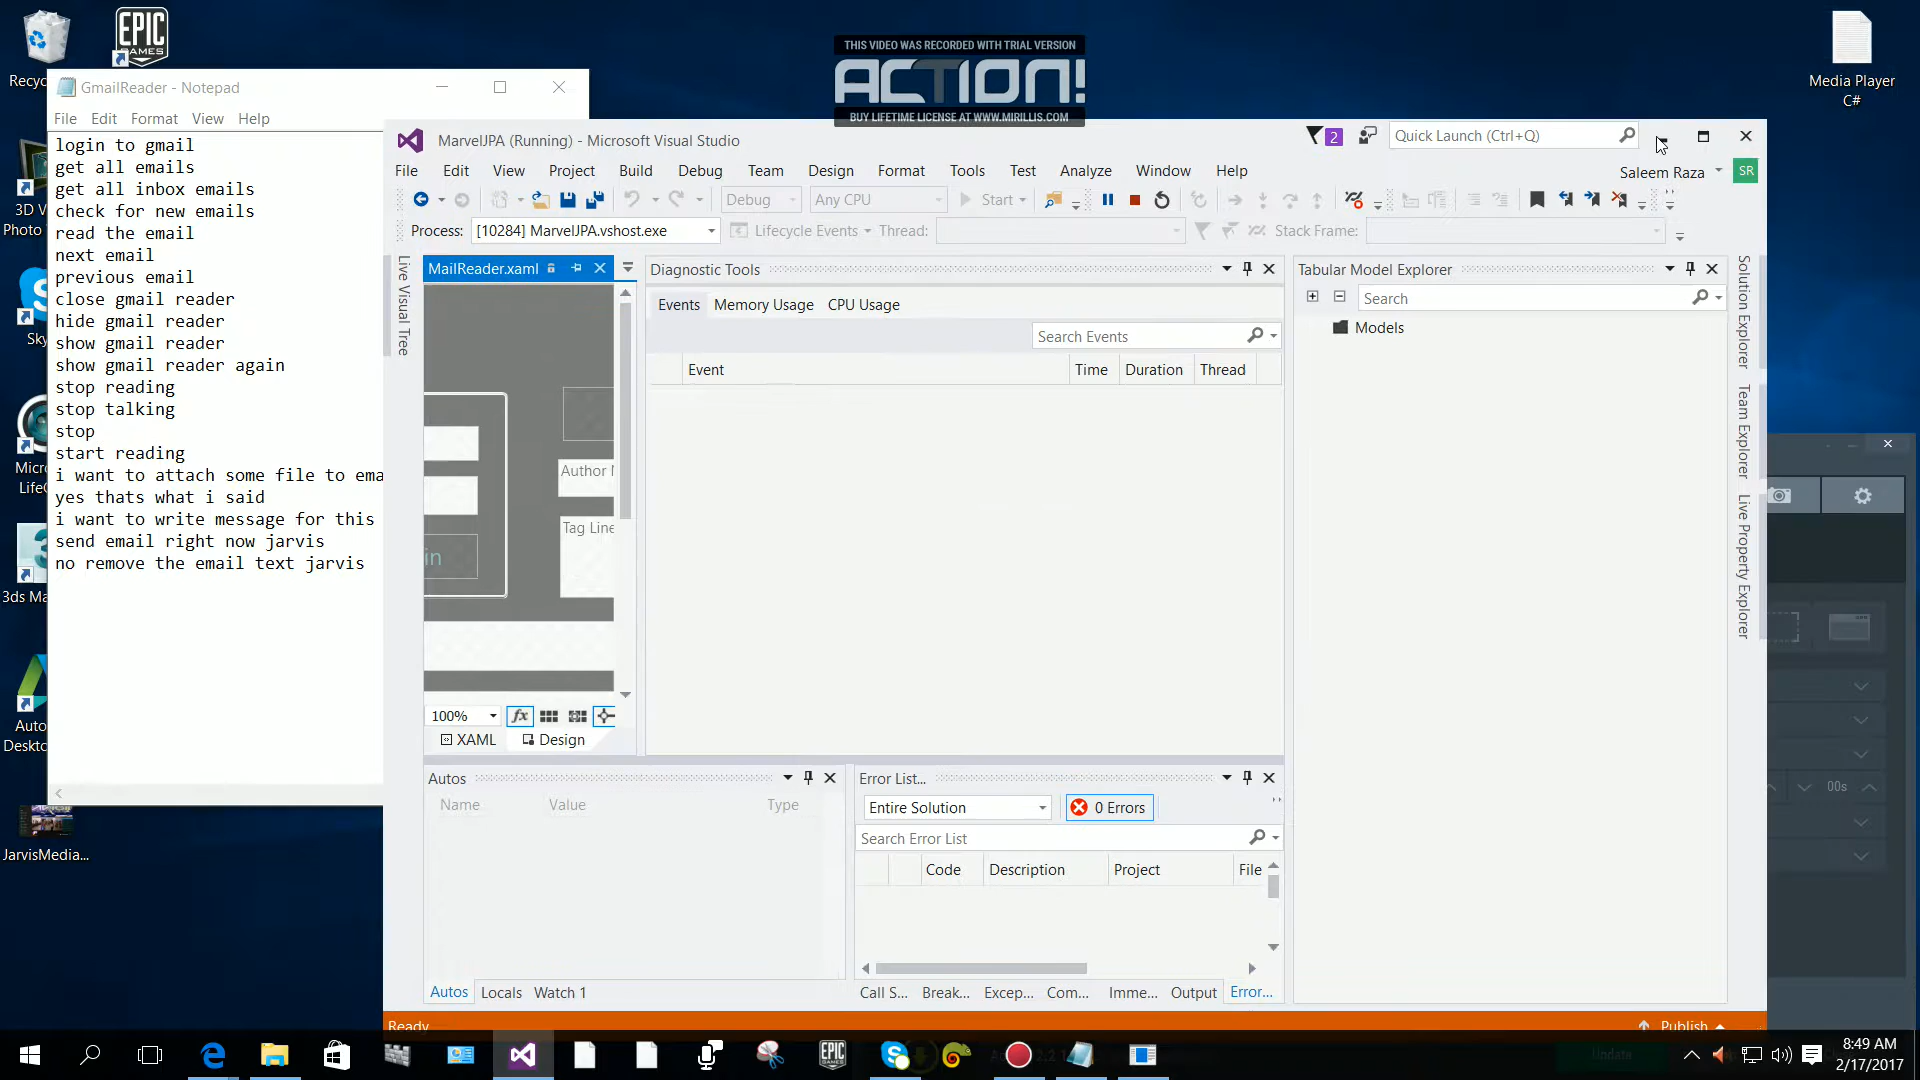 Recyc
EPIC
GAMES
THIS VIDEO WAS RECORDED WITH TRIAL VERSION
ACTION!
BUY LIFETIME LICENSE AT WWW.MIRILLIS.COM
Media Player
C#
GmailReader - Notepad
File Edit Format View Help
login to gmail
get all emails
get all inbox emails
check for new emails
read the email
next email
previous email
close gmail reader
hide gmail reader
show gmail reader
show gmail reader again
stop reading
stop talking
stop
start reading
i want to attach some file to ema
yes thats what i said
i want to write message for this
send email right now jarvis
no remove the email text jarvis
3D V
Photo
Sky
Micro
LifeC
3ds Ma
Auto
Deskto
JarvisMedia...
MarvelJPA (Running) - Microsoft Visual Studio
2
Quick Launch (Ctrl+Q)
File Edit View Project Build Debug Team Design Format Tools Test Analyze Window Help
Saleem Raza
SR
Debug Any CPU Start
Process: [10284] MarvelJPA.vshost.exe Lifecycle Events Thread: Stack Frame:
Live Visual Tree
MailReader.xaml
Author
Tag Line
in
100% fx
XAML Design
Diagnostic Tools
Events Memory Usage CPU Usage
Search Events
Event Time Duration Thread
Tabular Model Explorer
Search
Models
Solution Explorer
Team Explorer
Live Property Explorer
00s
Autos
Name Value Type
Autos Locals Watch 1
Error List...
Entire Solution 0 Errors
Search Error List
Code Description Project File
Call S... Break... Excep... Com... Imme... Output Error...
Ready
Publish
Update
EPIC
GAMES
8:49 AM
2/17/2017